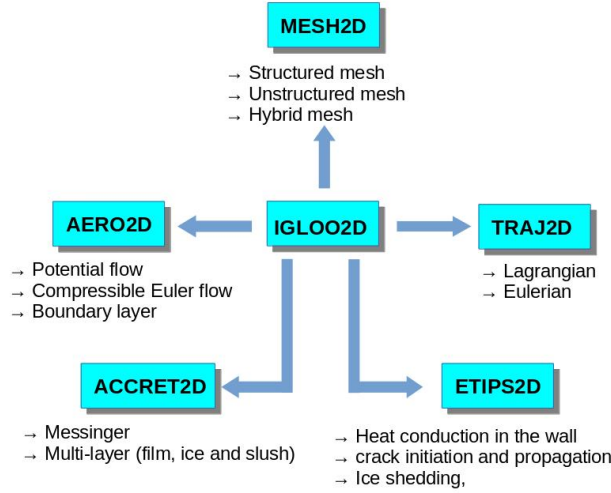 MESH2D
→ Structured mesh
→ Unstructured mesh
→ Hybrid mesh
AERO2D
IGLOO2D
TRAJ2D
→ Potential flow
→ Compressible Euler flow
→ Boundary layer
→ Lagrangian
→ Eulerian
ACCRET2D
ETIPS2D
→ Messinger
→ Multi-layer (film, ice and slush)
→ Heat conduction in the wall
→ crack initiation and propagation
→ Ice shedding,